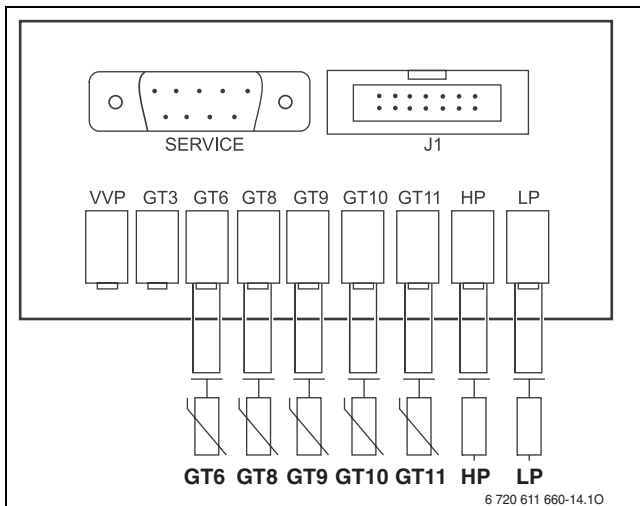 SERVICE J1
VVP GT3 GT6 GT8 GT9 GT10 GT11 HP LP
GT6 GT8 GT9 GT10 GT11 HP LP
6 720 611 660-14.1O